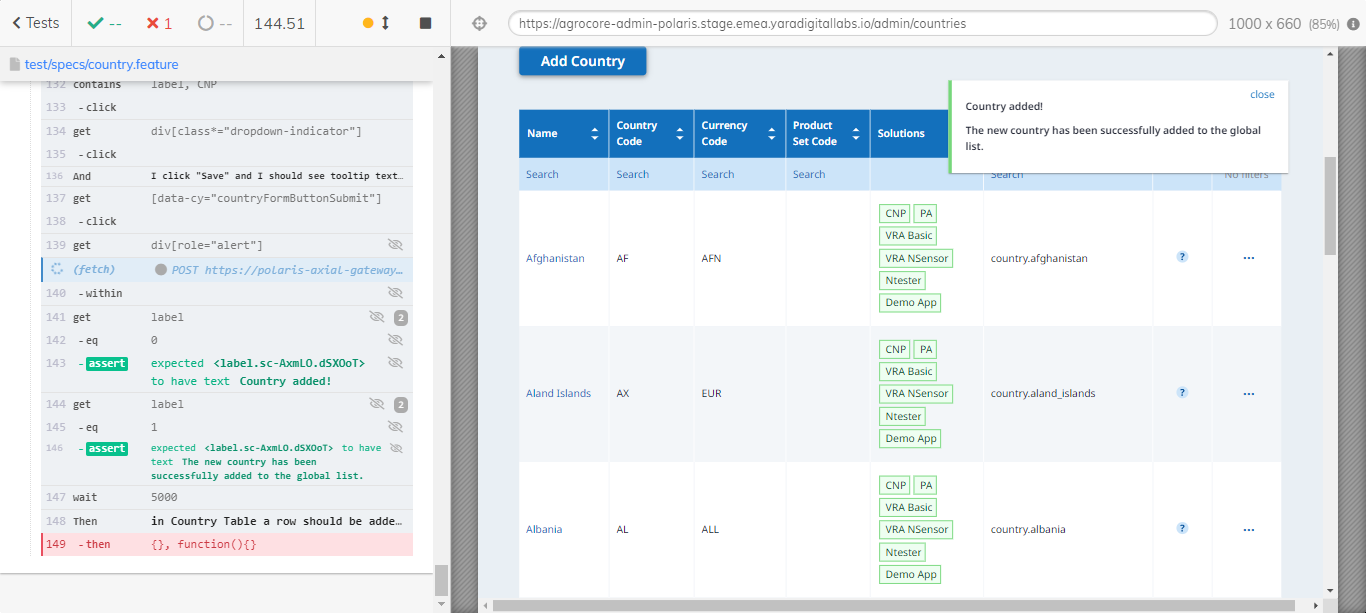 Tests
--
1
--
144.51
https://agrocore-admin-polaris.stage.emea.yaradigitallabs.io/admin/countries
1000 x 660 (85%)
test/specs/country.feature
132 contains label, CNP
133 -click
134 get div[class*="dropdown-indicator"]
135 -click
136 And I click "Save" and I should see tooltip text…
137 get [data-cy="countryFormButtonSubmit"]
138 -click
139 get div[role="alert"]
(fetch) POST https://polaris-axial-gateway…
140 -within
141 get label 2
142 -eq 0
143 -assert expected <label.sc-AxmLO.dSXOoT>
to have text Country added!
144 get label 2
145 -eq 1
146 -assert expected <label.sc-AxmLO.dSXOoT> to have
text The new country has been
successfully added to the global list.
147 wait 5000
148 Then in Country Table a row should be adde…
149 -then {}, function(){}
Add Country
close
Country added!
The new country has been successfully added to the global
list.
Name Country Code Currency Code Product Set Code Solutions
Search Search Search Search Search No filters
Afghanistan AF AFN CNP PA VRA Basic VRA NSensor Ntester Demo App country.afghanistan ? ...
Aland Islands AX EUR CNP PA VRA Basic VRA NSensor Ntester Demo App country.aland_islands ? ...
Albania AL ALL CNP PA VRA Basic VRA NSensor Ntester Demo App country.albania ? ...